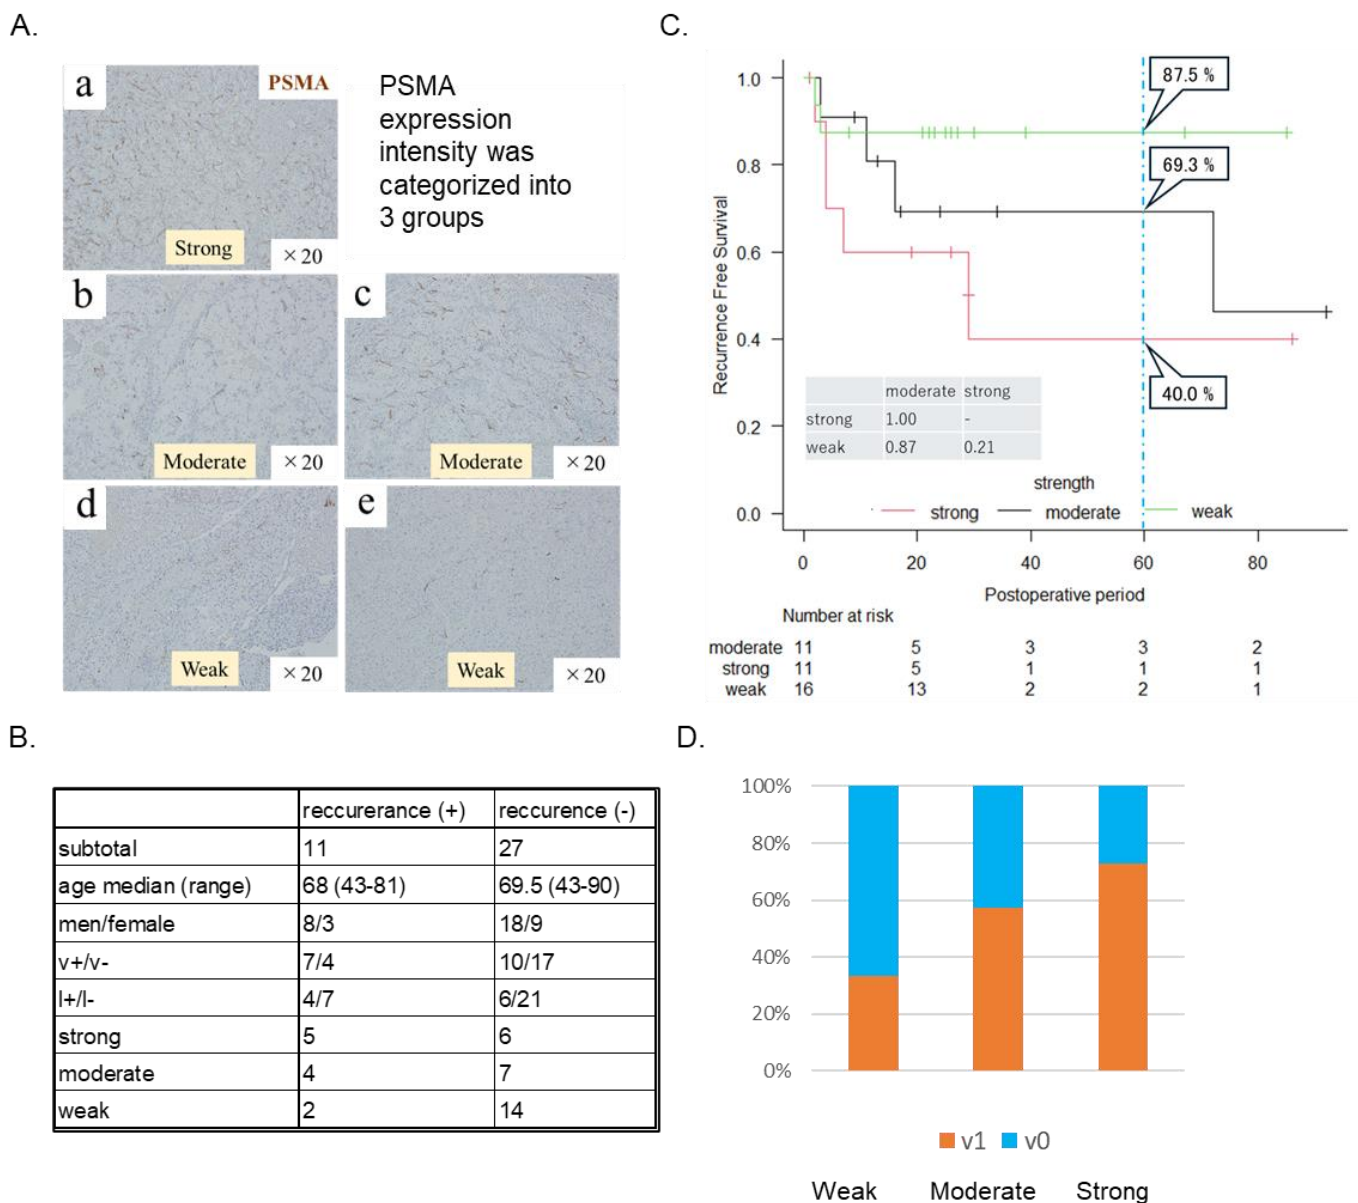 A.
a
PSMA
Strong
×20
PSMA
expression
intensity was
categorized into
3 groups
b
Moderate
×20
c
Moderate
×20
d
Weak
×20
e
Weak
×20
B.
reccurerance (+) reccurence (-)
subtotal 11 27
age median (range) 68 (43-81) 69.5 (43-90)
men/female 8/3 18/9
v+/v- 7/4 10/17
l+/l- 4/7 6/21
strong 5 6
moderate 4 7
weak 2 14
C.
Recurrence Free Survival
1.0
0.8
0.6
0.4
0.2
0.0
87.5 %
69.3 %
40.0 %
moderate strong
strong 1.00 -
weak 0.87 0.21
strength
strong moderate weak
0 20 40 60 80
Postoperative period
Number at risk
moderate 11 5 3 3 2
strong 11 5 1 1 1
weak 16 13 2 2 1
D.
100%
80%
60%
40%
20%
0%
v1 v0
Weak Moderate Strong